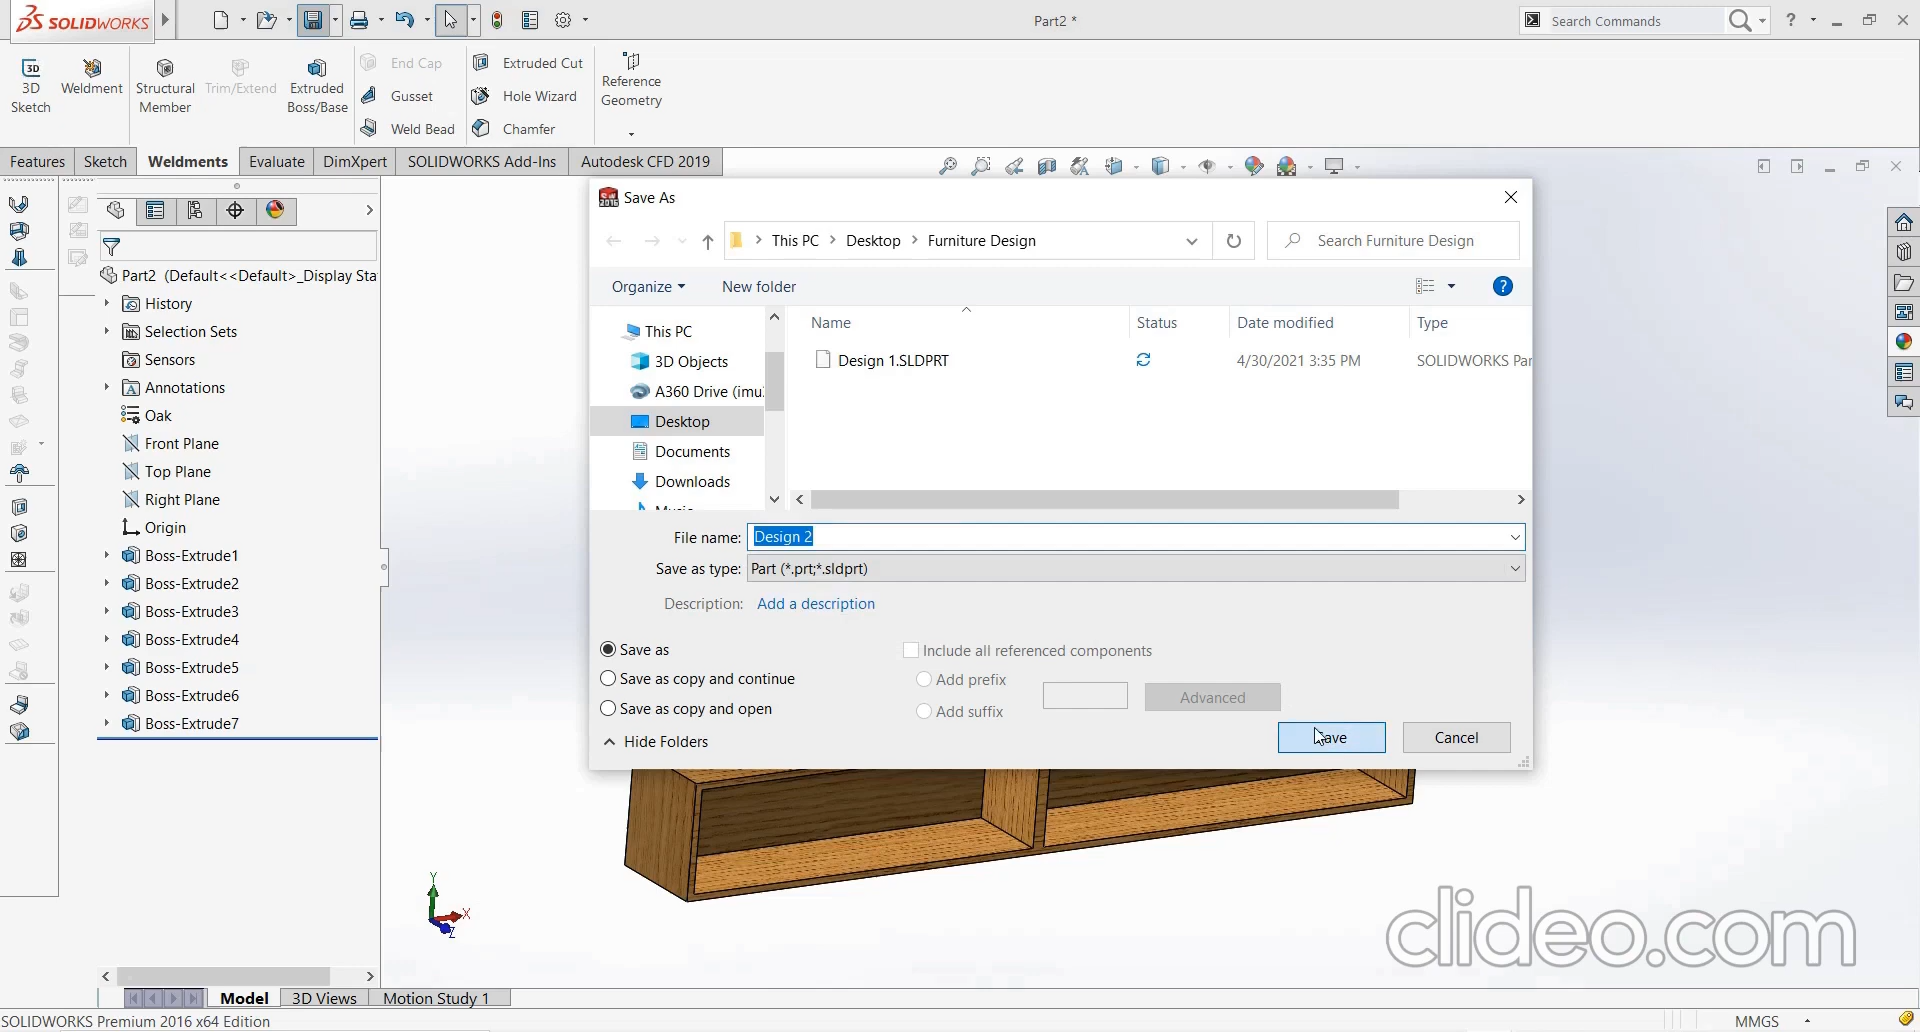 SOLIDWORKS
Part2 *
Search Commands
?
3D Sketch
Weldment
Structural Member
Trim/Extend
Extruded Boss/Base
End Cap
Gusset
Weld Bead
Extruded Cut
Hole Wizard
Chamfer
Reference Geometry
Features
Sketch
Weldments
Evaluate
DimXpert
SOLIDWORKS Add-Ins
Autodesk CFD 2019
Part2 (Default<<Default>_Display Sta
History
Selection Sets
Sensors
Annotations
Oak
Front Plane
Top Plane
Right Plane
Origin
Boss-Extrude1
Boss-Extrude2
Boss-Extrude3
Boss-Extrude4
Boss-Extrude5
Boss-Extrude6
Boss-Extrude7
Save As
This PC > Desktop > Furniture Design
Search Furniture Design
Organize
New folder
?
This PC
3D Objects
A360 Drive (imu
Desktop
Documents
Downloads
Name
Status
Date modified
Type
Design 1.SLDPRT
4/30/2021 3:35 PM
SOLIDWORKS Par
File name: Design 2
Save as type: Part (*.prt;*.sldprt)
Description: Add a description
Save as
Save as copy and continue
Save as copy and open
Include all referenced components
Add prefix
Add suffix
Advanced
Hide Folders
Save
Cancel
Y
X
Z
clideo.com
Model
3D Views
Motion Study 1
SOLIDWORKS Premium 2016 x64 Edition
MMGS